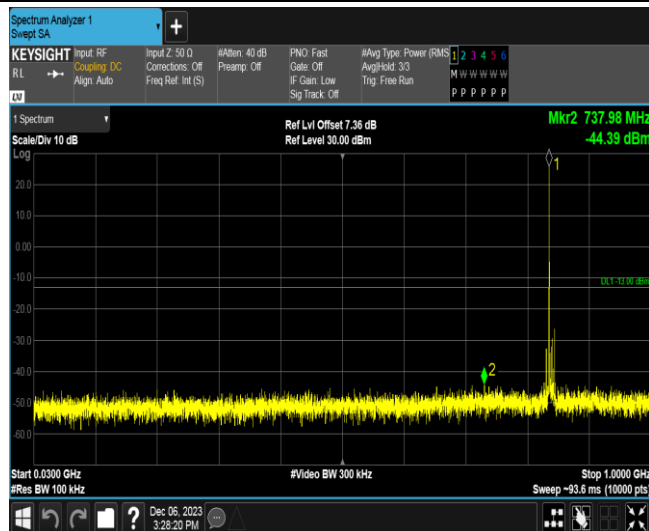 Spectrum Analyzer 1
Swept SA
+
KEYSIGHT
RL
Input: RF
Coupling: DC
Align: Auto
Input Z: 50 Ω
Corrections: Off
Freq Ref: Int (S)
#Atten: 40 dB
Preamp: Off
PNO: Fast
Gate: Off
IF Gain: Low
Sig Track: Off
#Avg Type: Power (RMS
Avg|Hold: 3/3
Trig: Free Run
1 2 3 4 5 6
M W W W W W
P P P P P P
1 Spectrum
Scale/Div 10 dB
Log
Ref Lvl Offset 7.36 dB
Ref Level 30.00 dBm
Mkr2 737.98 MHz
-44.39 dBm
1
20.0
10.0
0.00
-10.0
DL1 -13.00 dBm
-20.0
-30.0
-40.0
2
-50.0
-60.0
Start 0.0300 GHz
#Res BW 100 kHz
#Video BW 300 kHz
Stop 1.0000 GHz
Sweep ~93.6 ms (10000 pts)
?
Dec 06, 2023
3:28:20 PM